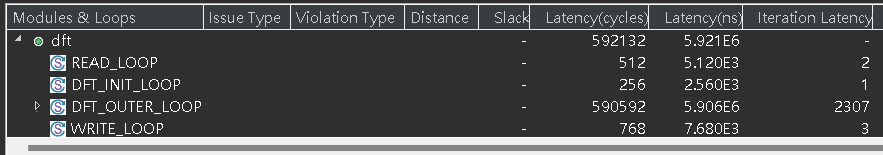 Modules & Loops Issue Type Violation Type Distance Slack Latency(cycles) Latency(ns) Iteration Latency
dft - 592132 5.921E6 -
READ_LOOP - 512 5.120E3 2
DFT_INIT_LOOP - 256 2.560E3 1
DFT_OUTER_LOOP - 590592 5.906E6 2307
WRITE_LOOP - 768 7.680E3 3